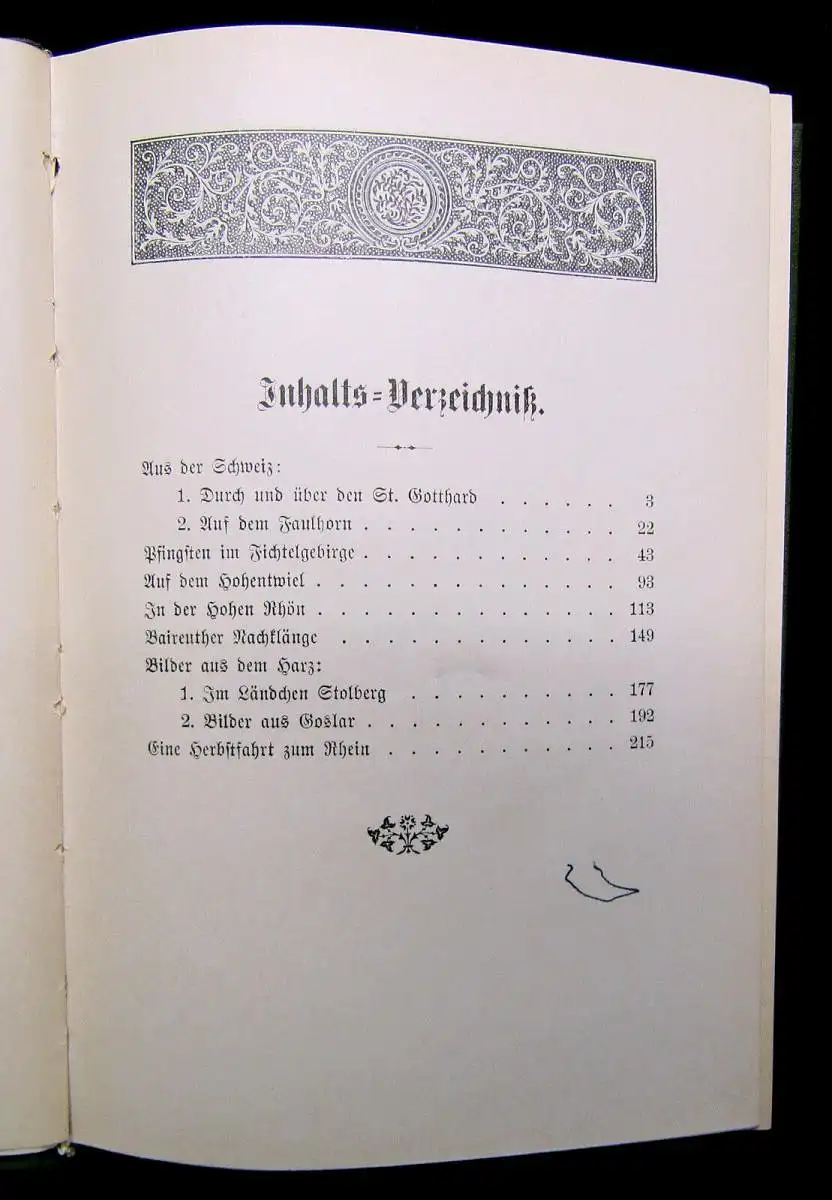 Inhalts-Verzeichniß.
Aus der Schweiz:
1. Durch und über den St. Gotthard . . . . . . 3
2. Auf dem Faulhorn . . . . . . . . . . . 22
Pfingsten im Fichtelgebirge . . . . . . . . . . . 43
Auf dem Hohentwiel . . . . . . . . . . . . . 93
In der Hohen Rhön . . . . . . . . . . . . . 113
Baireuther Nachklänge . . . . . . . . . . . . 149
Bilder aus dem Harz:
1. Im Ländchen Stolberg . . . . . . . . . 177
2. Bilder aus Goslar . . . . . . . . . . . 192
Eine Herbstfahrt zum Rhein . . . . . . . . . . 215